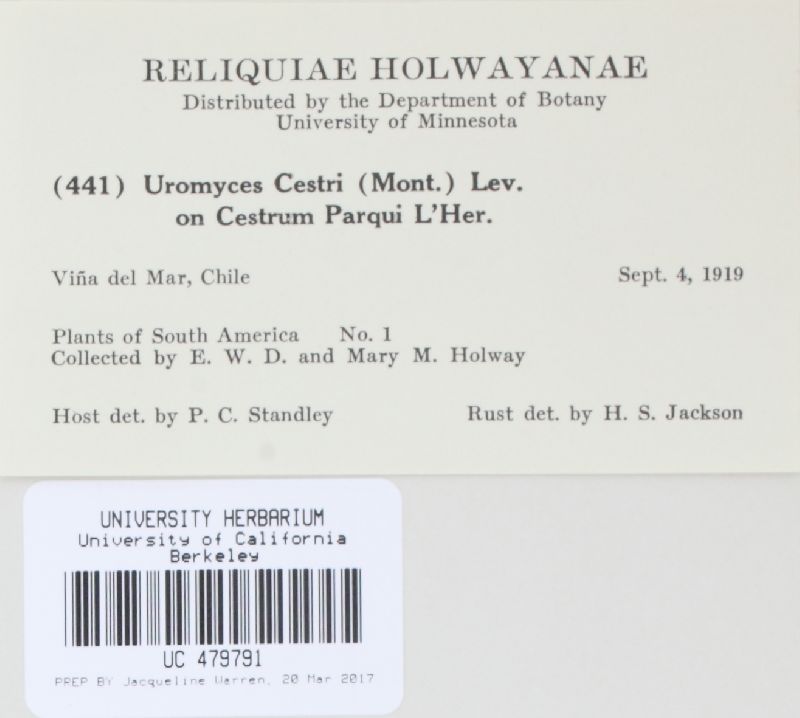 RELIQUIAE HOLWAYANAE
Distributed by the Department of Botany
University of Minnesota
(441) Uromyces Cestri (Mont.) Lev.
on Cestrum Parqui L'Her.
Viña del Mar, Chile Sept. 4, 1919
Plants of South America No. 1
Collected by E. W. D. and Mary M. Holway
Host det. by P. C. Standley Rust det. by H. S. Jackson
UNIVERSITY HERBARIUM
University of California
Berkeley
UC 479791
PREP BY Jacqueline Warren, 20 Mar 2017